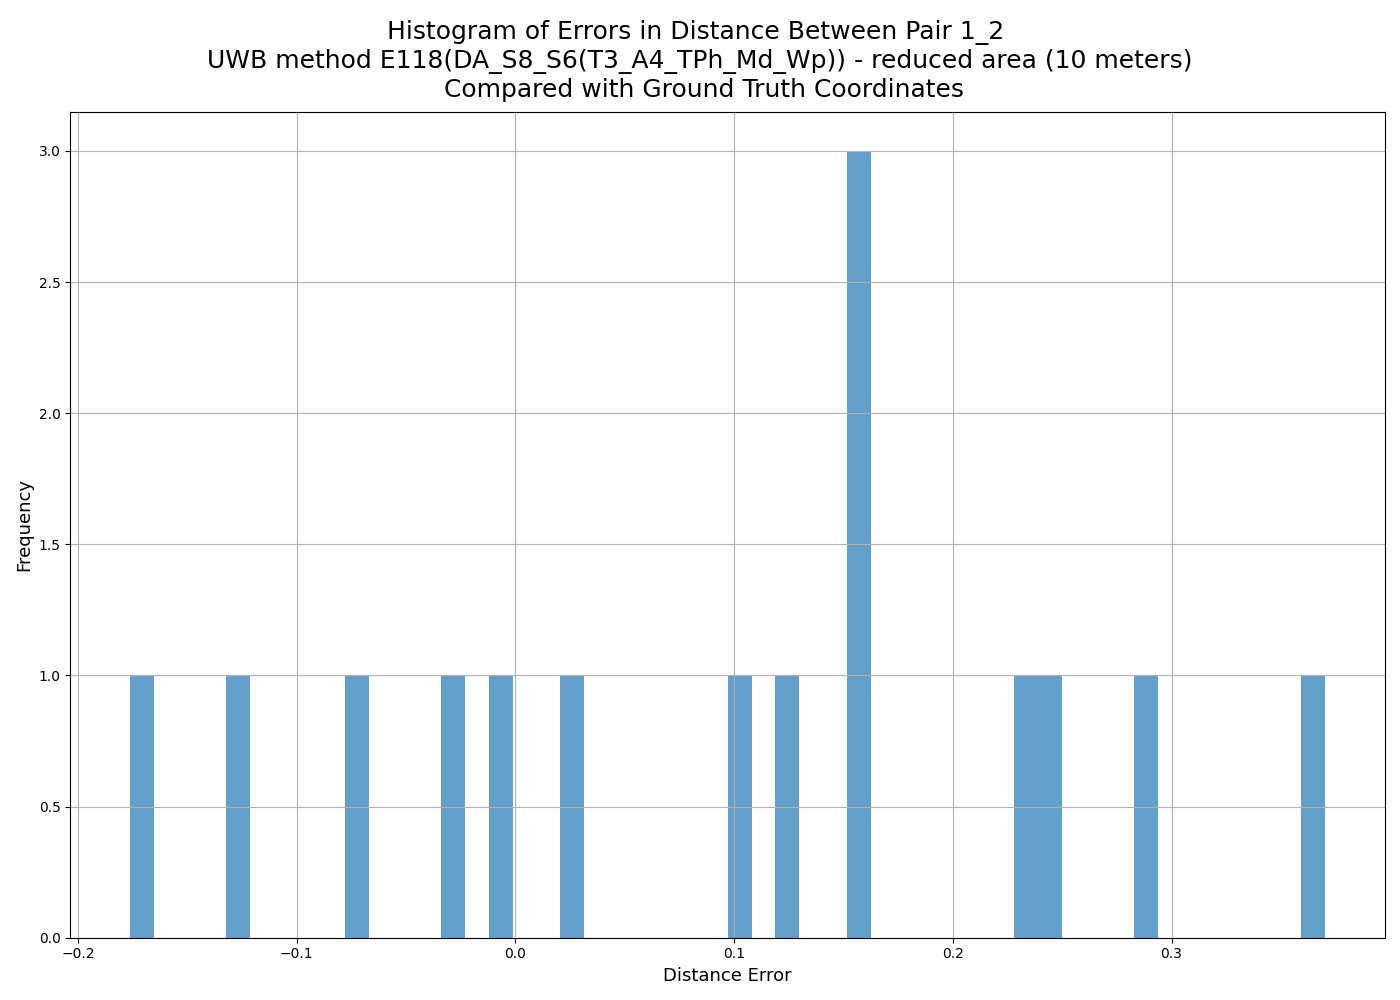 Histogram of Errors in Distance Between Pair 1_2
UWB method E118(DA_S8_S6(T3_A4_TPh_Md_Wp)) - reduced area (10 meters)
Compared with Ground Truth Coordinates
3.0
2.5
2.0
1.5
1.0
0.5
0.0
Frequency
−0.2 −0.1 0.0 0.1 0.2 0.3
Distance Error